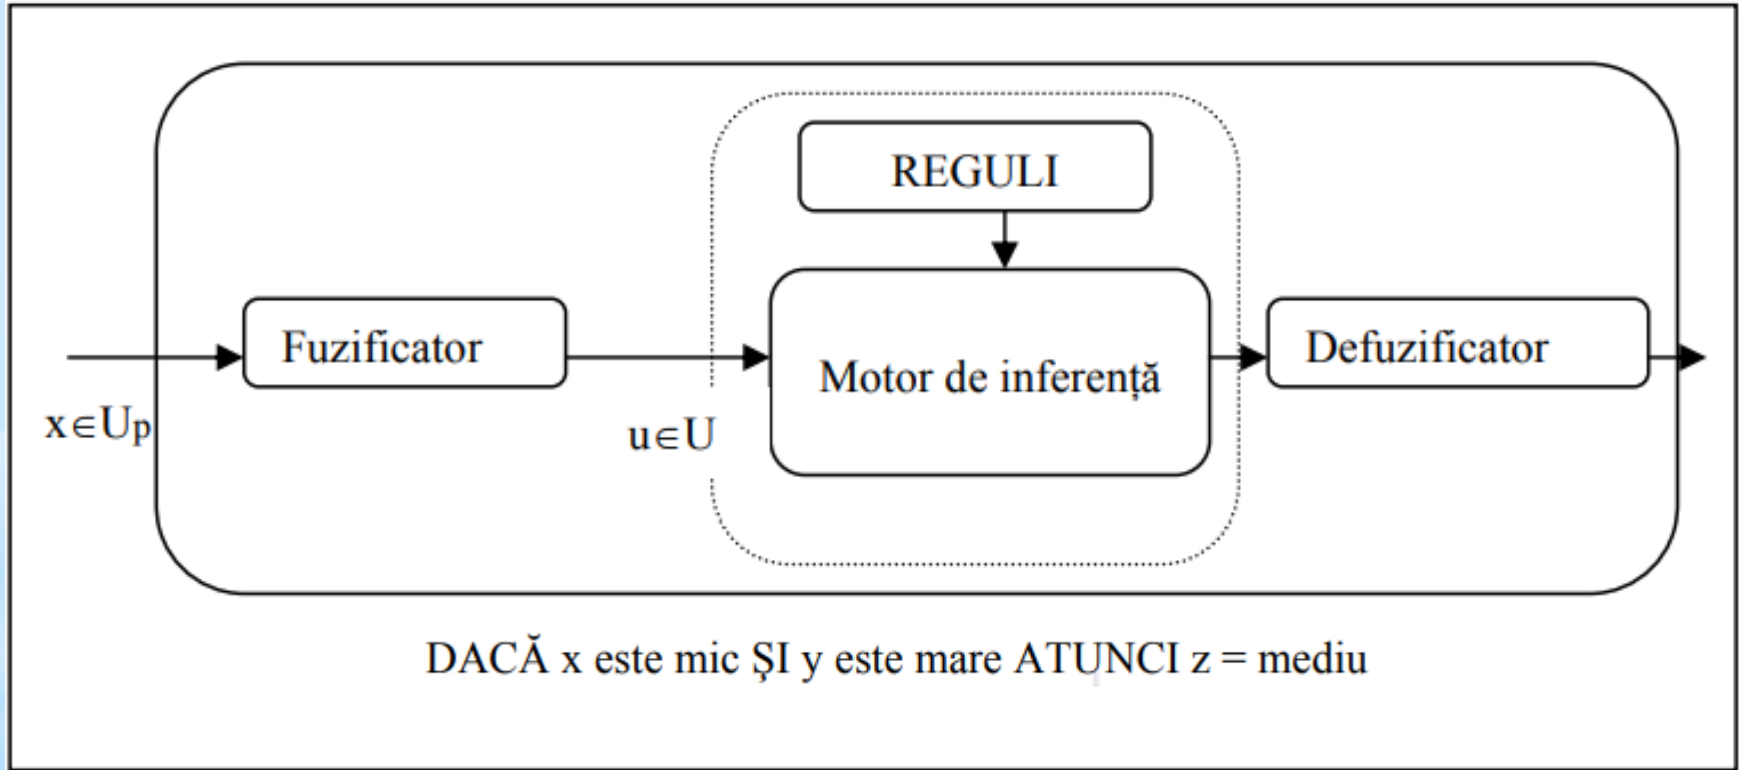 REGULI
Fuzificator
Motor de inferență
Defuzificator
x∈Up
u∈U
DACĂ x este mic ŞI y este mare ATUNCI z = mediu